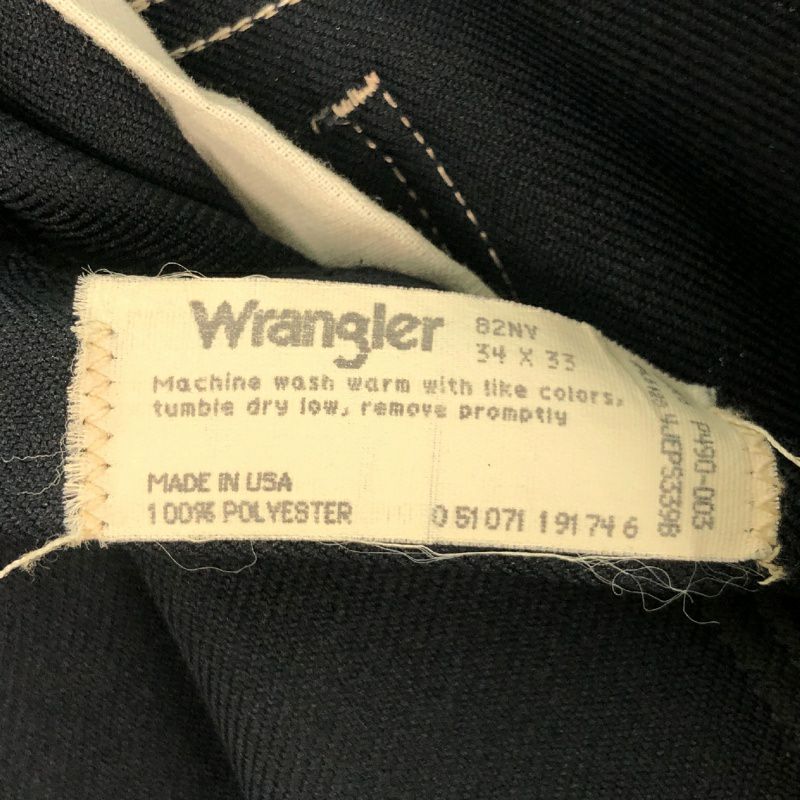 Wrangler
82NV
34 X 33
Machine wash warm with like colors,
tumble dry low, remove promptly
MADE IN USA
100% POLYESTER
0 51071 19174 6
P490-003